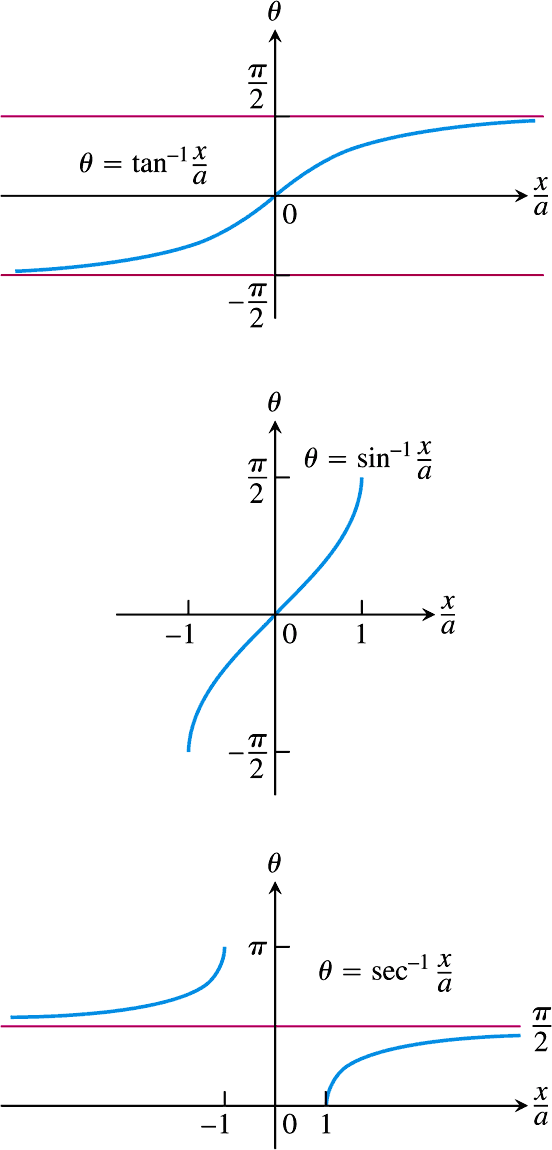 θ
π/2
θ = tan⁻¹ x/a
x/a
0
−π/2
θ
θ = sin⁻¹ x/a
π/2
x/a
−1 0 1
−π/2
θ
π
θ = sec⁻¹ x/a
π/2
x/a
−1 0 1